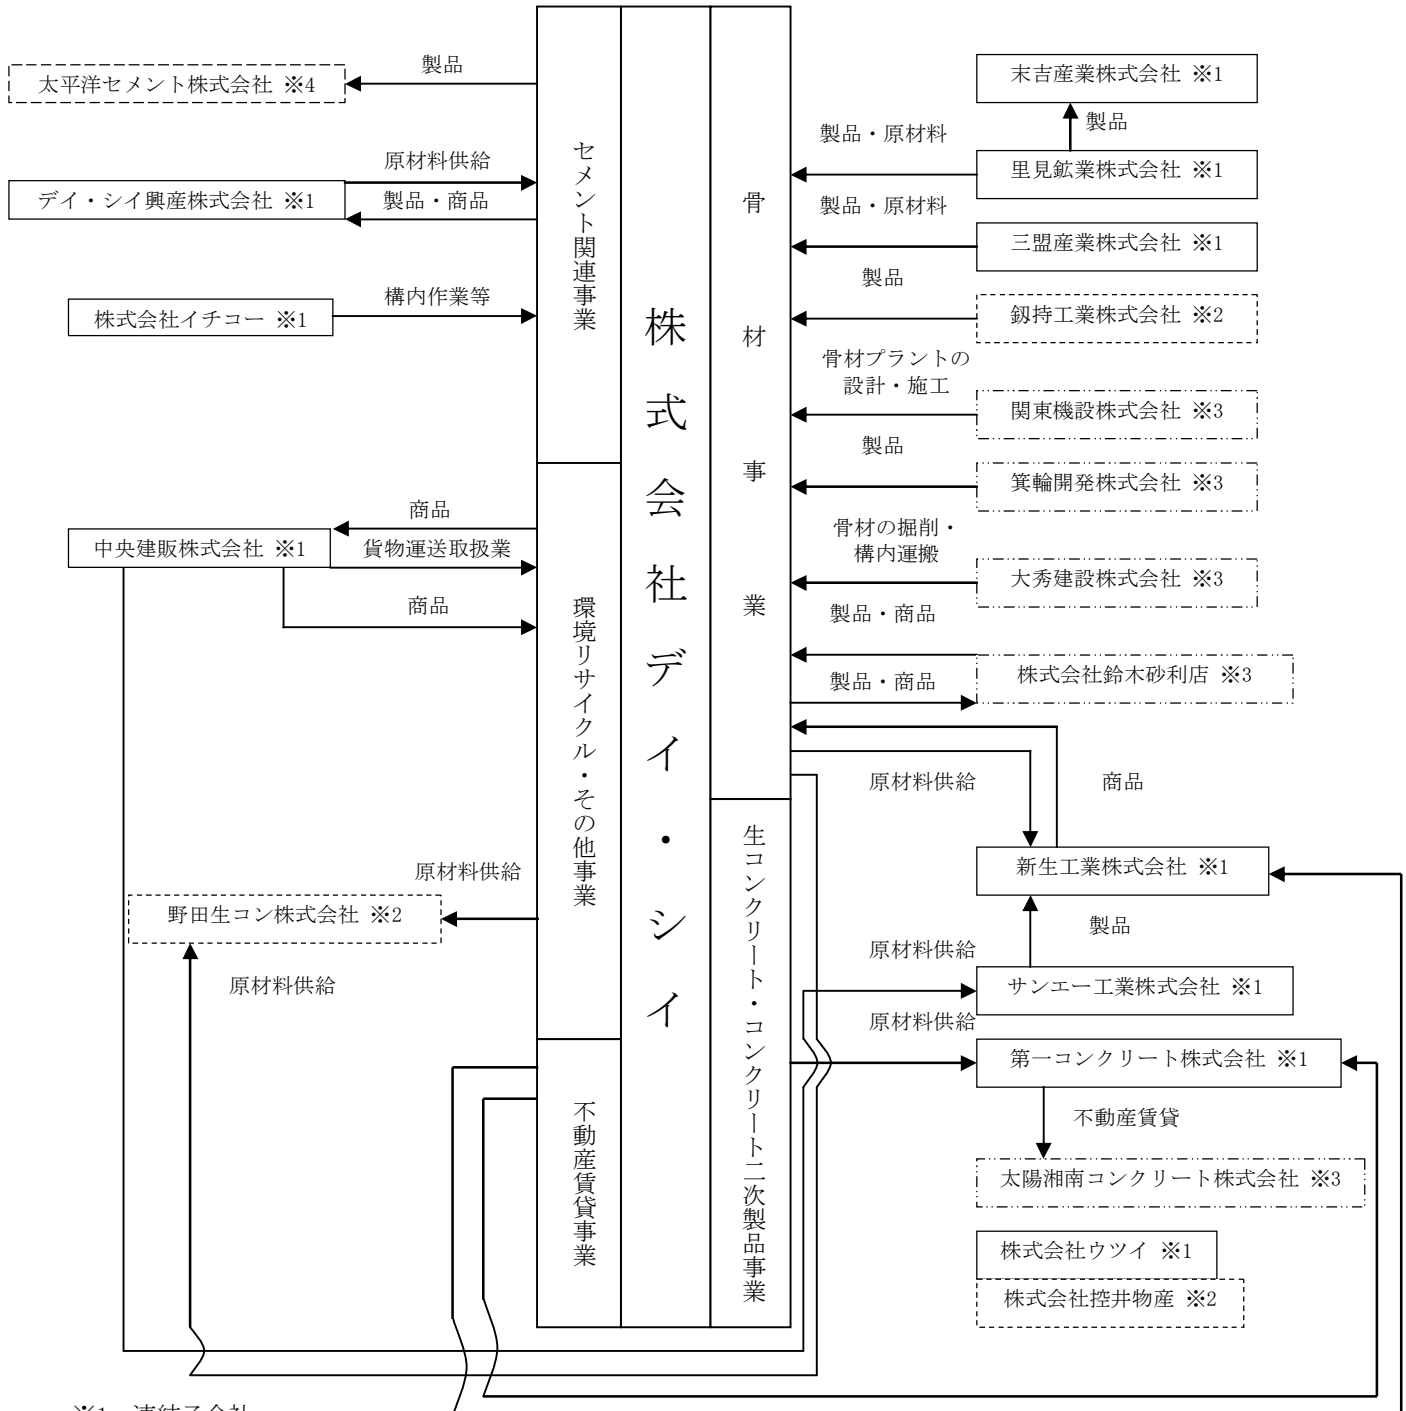 太平洋セメント株式会社 ※4
製品
デイ・シイ興産株式会社 ※1
原材料供給
製品・商品
株式会社イチコー ※1
構内作業等
中央建販株式会社 ※1
商品
貨物運送取扱業
商品
原材料供給
野田生コン株式会社 ※2
原材料供給
セメント関連事業
環境リサイクル・その他事業
不動産賃貸事業
株式会社デイ・シイ
骨材事業
生コンクリート・コンクリート二次製品事業
末吉産業株式会社 ※1
製品
製品・原材料
里見鉱業株式会社 ※1
製品・原材料
三盟産業株式会社 ※1
製品
釼持工業株式会社 ※2
骨材プラントの
設計・施工
関東機設株式会社 ※3
製品
箕輪開発株式会社 ※3
骨材の掘削・
構内運搬
大秀建設株式会社 ※3
製品・商品
株式会社鈴木砂利店 ※3
製品・商品
原材料供給
商品
新生工業株式会社 ※1
製品
原材料供給
サンエー工業株式会社 ※1
原材料供給
第一コンクリート株式会社 ※1
不動産賃貸
太陽湘南コンクリート株式会社 ※3
株式会社ウツイ ※1
株式会社控井物産 ※2